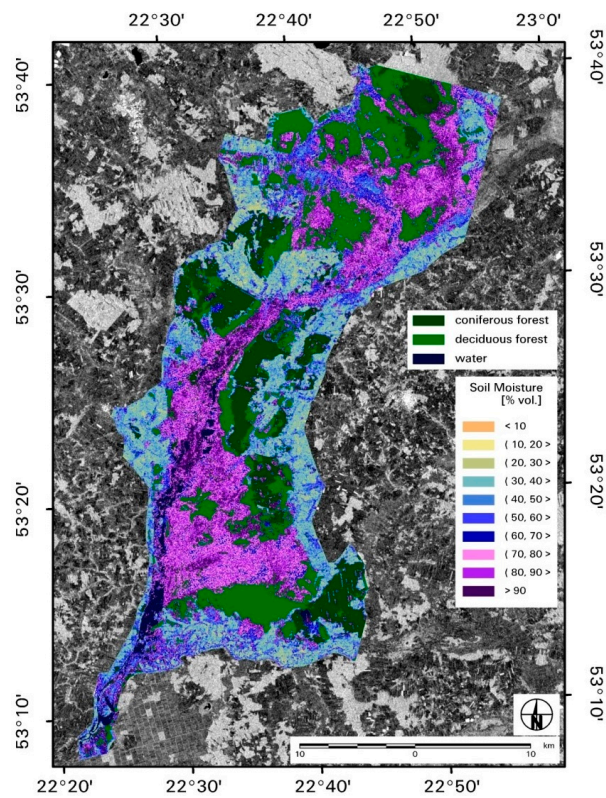 22°30' 22°40' 22°50' 23°0'
53°40' 53°40'
53°30' 53°30'
coniferous forest
deciduous forest
water
Soil Moisture
[% vol.]
< 10
( 10, 20 >
( 20, 30 >
( 30, 40 >
( 40, 50 >
( 50, 60 >
( 60, 70 >
( 70, 80 >
( 80, 90 >
> 90
53°20' 53°20'
53°10' 53°10'
N
10 0 10 km
22°20' 22°30' 22°40' 22°50'